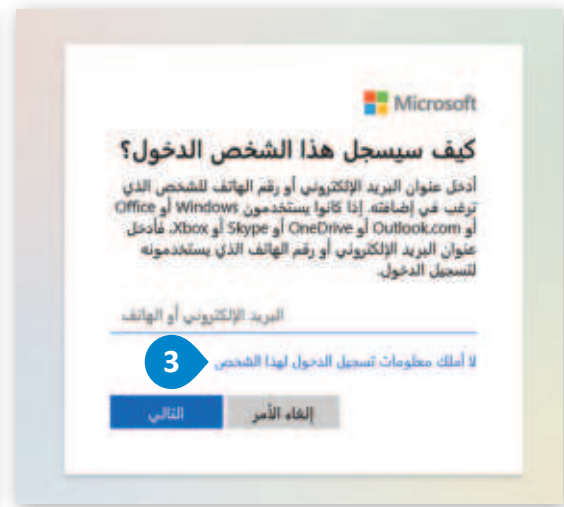 Microsoft
كيف سيسجل هذا الشخص الدخول؟
أدخل عنوان البريد الإلكتروني أو رقم الهاتف للشخص الذي
ترغب في إضافته. إذا كانوا يستخدمون Windows أو Office
أو Outlook.com أو OneDrive أو Skype أو Xbox، فأدخل
عنوان البريد الإلكتروني أو رقم الهاتف الذي يستخدمونه
لتسجيل الدخول.
البريد الإلكتروني أو الهاتف
لا أملك معلومات تسجيل الدخول لهذا الشخص
3
إلغاء الأمر
التالي